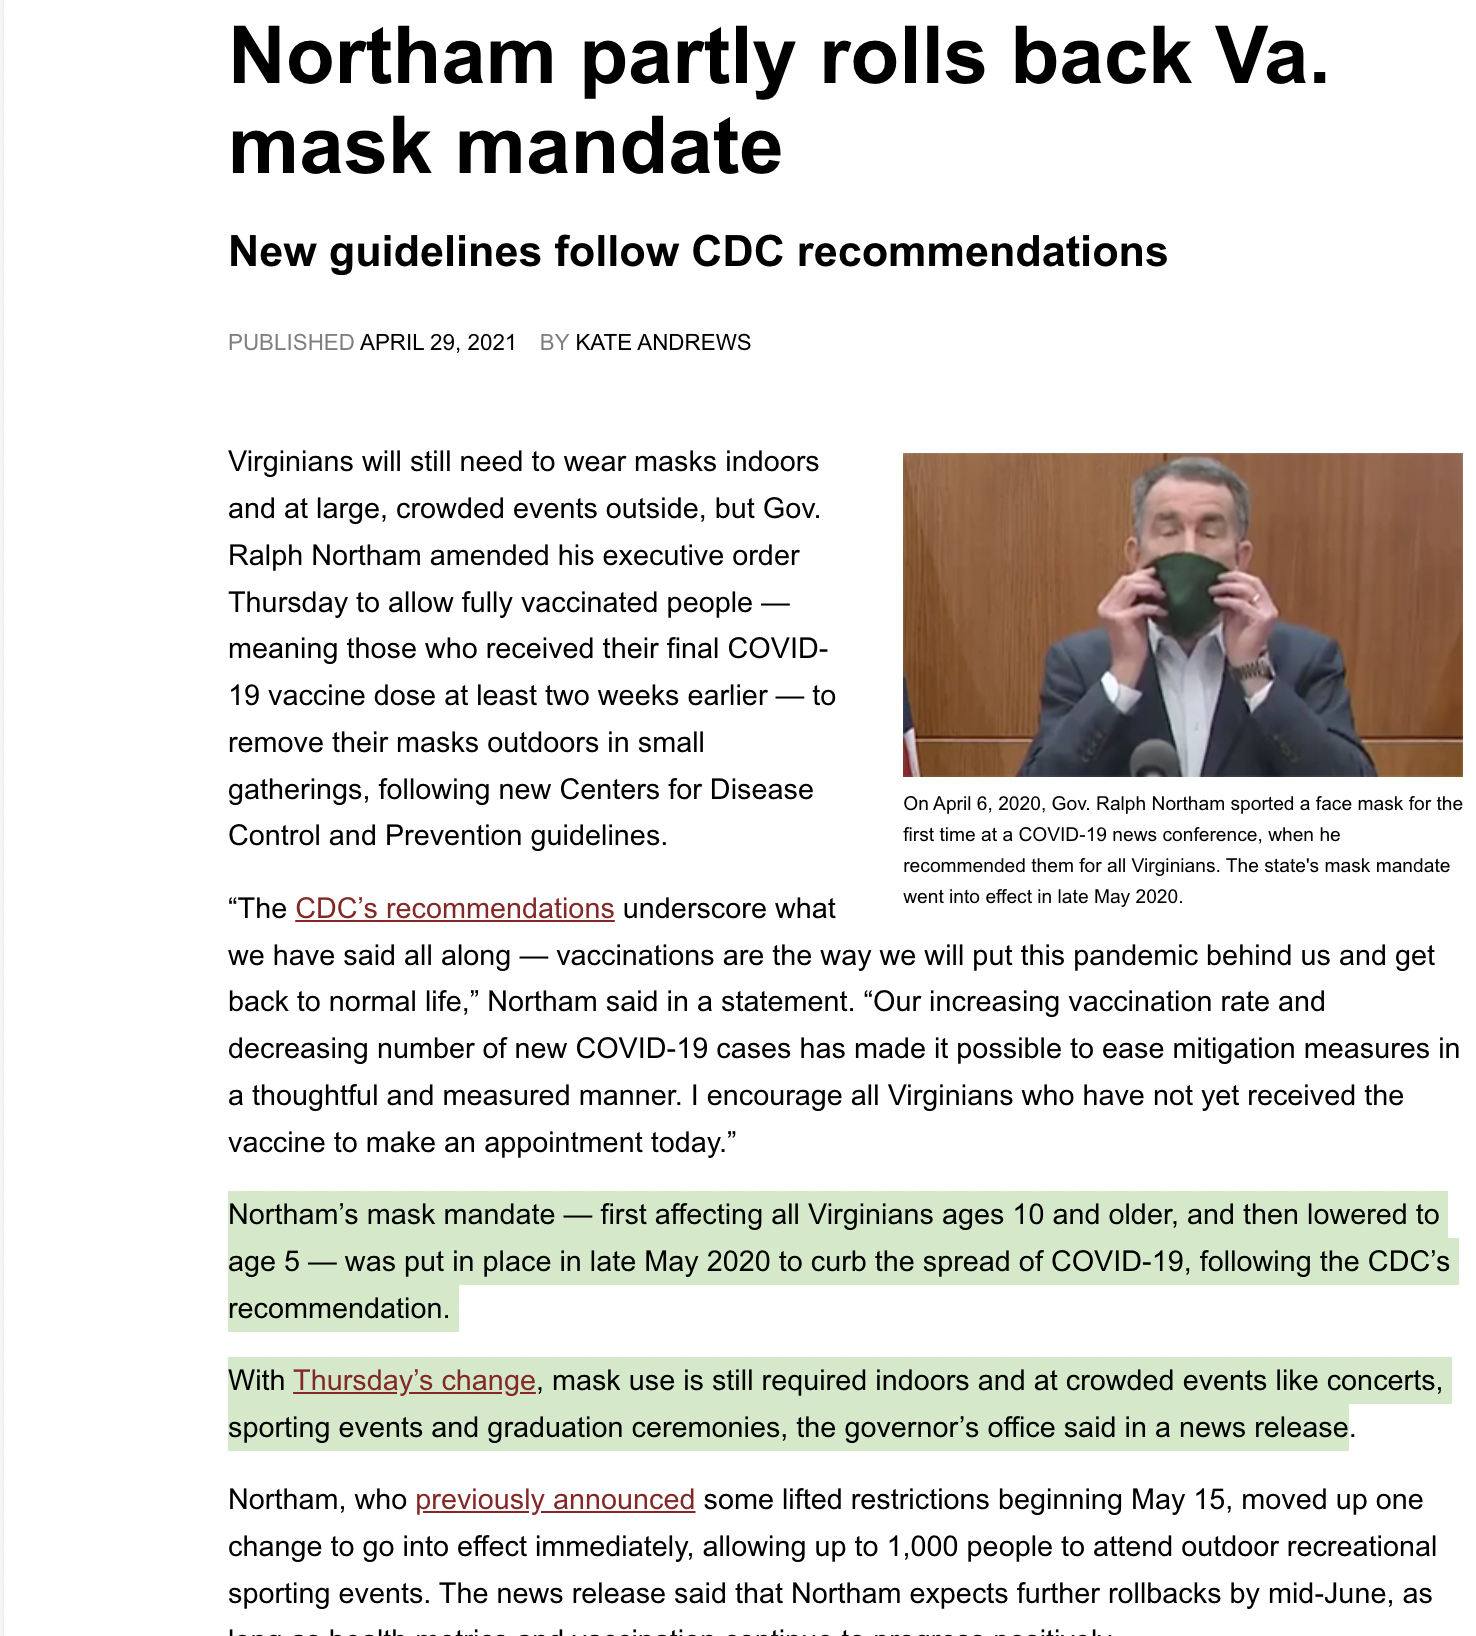 Northam partly rolls back Va.
mask mandate
New guidelines follow CDC recommendations
PUBLISHED APRIL 29, 2021 BY KATE ANDREWS
Virginians will still need to wear masks indoors
and at large, crowded events outside, but Gov.
Ralph Northam amended his executive order
Thursday to allow fully vaccinated people —
meaning those who received their final COVID-
19 vaccine dose at least two weeks earlier — to
remove their masks outdoors in small
gatherings, following new Centers for Disease
Control and Prevention guidelines.
On April 6, 2020, Gov. Ralph Northam sported a face mask for the
first time at a COVID-19 news conference, when he
recommended them for all Virginians. The state's mask mandate
went into effect in late May 2020.
“The CDC’s recommendations underscore what
we have said all along — vaccinations are the way we will put this pandemic behind us and get
back to normal life,” Northam said in a statement. “Our increasing vaccination rate and
decreasing number of new COVID-19 cases has made it possible to ease mitigation measures in
a thoughtful and measured manner. I encourage all Virginians who have not yet received the
vaccine to make an appointment today.”
Northam’s mask mandate — first affecting all Virginians ages 10 and older, and then lowered to
age 5 — was put in place in late May 2020 to curb the spread of COVID-19, following the CDC’s
recommendation.
With Thursday’s change, mask use is still required indoors and at crowded events like concerts,
sporting events and graduation ceremonies, the governor’s office said in a news release.
Northam, who previously announced some lifted restrictions beginning May 15, moved up one
change to go into effect immediately, allowing up to 1,000 people to attend outdoor recreational
sporting events. The news release said that Northam expects further rollbacks by mid-June, as
long as health metrics and vaccination continue to progress positively.